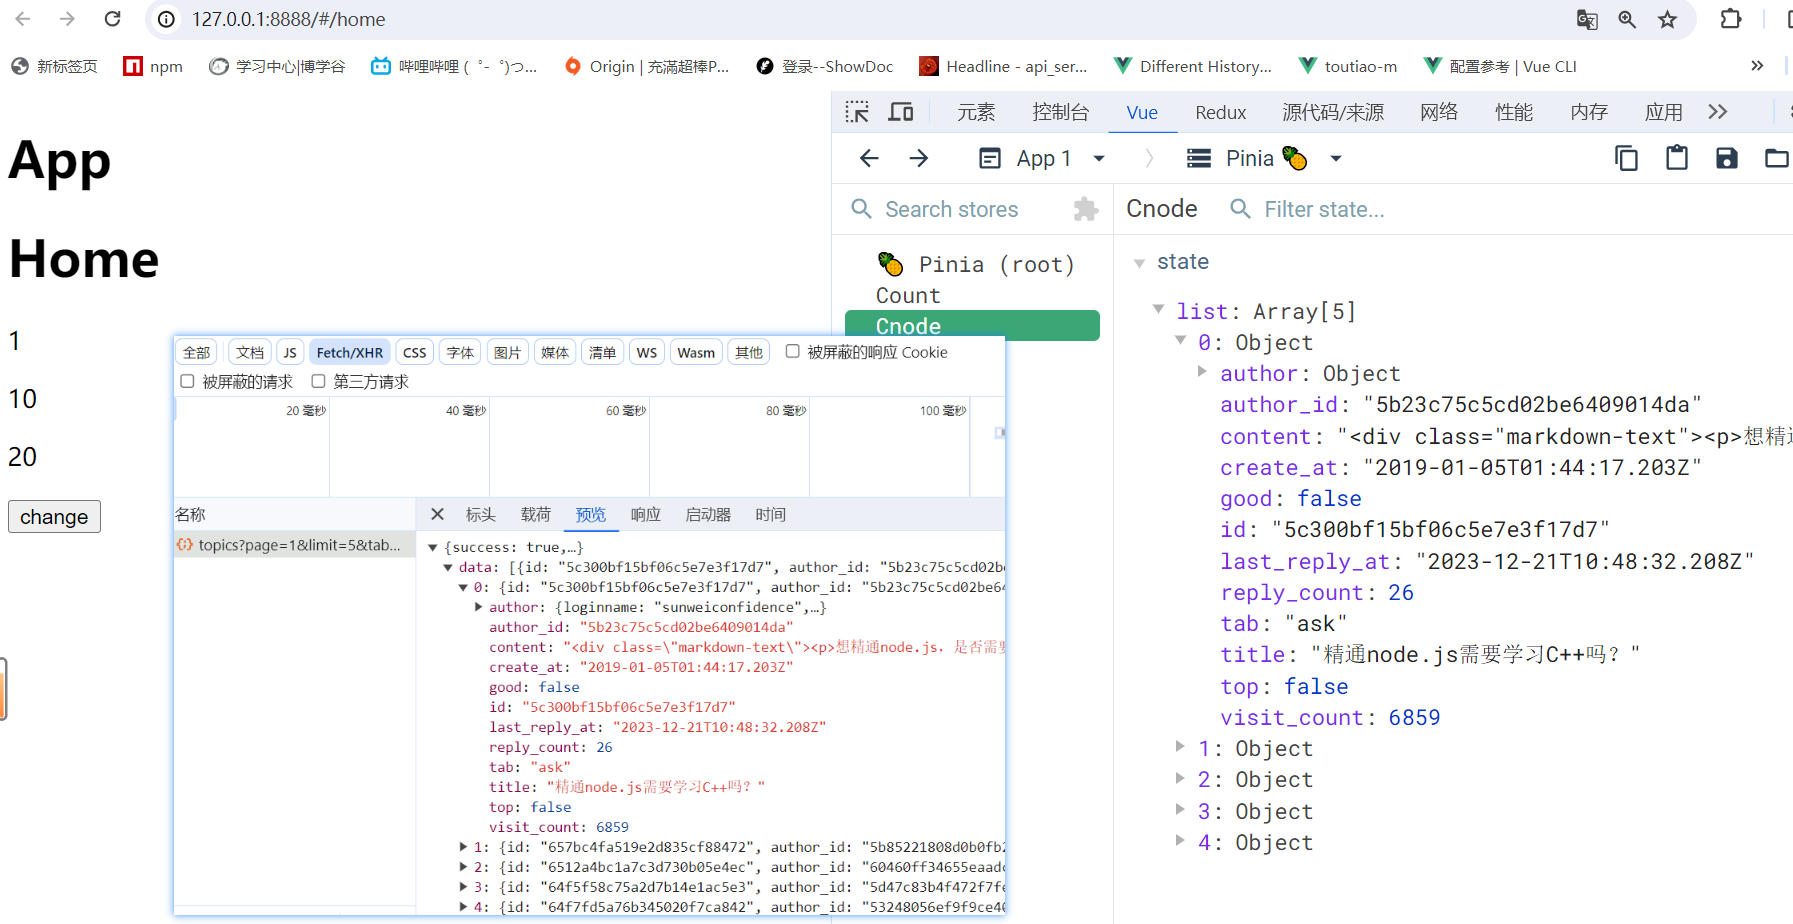 127.0.0.1:8888/#/home
新标签页
npm
学习中心|博学谷
哔哩哔哩 (゜-゜)つ...
Origin | 充滿超棒P...
登录--ShowDoc
Headline - api_ser...
Different History...
toutiao-m
配置参考 | Vue CLI
»
元素 控制台 Vue Redux 源代码/来源 网络 性能 内存 应用
App 1 Pinia 🍍
Search stores
Cnode Filter state...
🍍 Pinia (root)
Count
Cnode
state
list: Array[5]
0: Object
author: Object
author_id: "5b23c75c5cd02be6409014da"
content: "<div class="markdown-text"><p>想精通
create_at: "2019-01-05T01:44:17.203Z"
good: false
id: "5c300bf15bf06c5e7e3f17d7"
last_reply_at: "2023-12-21T10:48:32.208Z"
reply_count: 26
tab: "ask"
title: "精通node.js需要学习C++吗？"
top: false
visit_count: 6859
1: Object
2: Object
3: Object
4: Object
App
Home
1
10
20
change
全部 文档 JS Fetch/XHR CSS 字体 图片 媒体 清单 WS Wasm 其他 被屏蔽的响应 Cookie
被屏蔽的请求 第三方请求
20 毫秒 40 毫秒 60 毫秒 80 毫秒 100 毫秒
名称
topics?page=1&limit=5&tab...
标头 载荷 预览 响应 启动器 时间
{success: true,…}
data: [{id: "5c300bf15bf06c5e7e3f17d7", author_id: "5b23c75c5cd02be
0: {id: "5c300bf15bf06c5e7e3f17d7", author_id: "5b23c75c5cd02be64
author: {loginname: "sunweiconfidence",…}
author_id: "5b23c75c5cd02be6409014da"
content: "<div class=\"markdown-text\"><p>想精通node.js，是否需要
create_at: "2019-01-05T01:44:17.203Z"
good: false
id: "5c300bf15bf06c5e7e3f17d7"
last_reply_at: "2023-12-21T10:48:32.208Z"
reply_count: 26
tab: "ask"
title: "精通node.js需要学习C++吗？"
top: false
visit_count: 6859
1: {id: "657bc4fa519e2d835cf88472", author_id: "5b85221808d0b0fb2
2: {id: "6512a4bc1a7c3d730b05e4ec", author_id: "60460ff34655eaadc
3: {id: "64f5f58c75a2d7b14e1ac5e3", author_id: "5d47c83b4f472f7fe
4: {id: "64f7fd5a76b345020f7ca842", author_id: "53248056ef9f9ce40